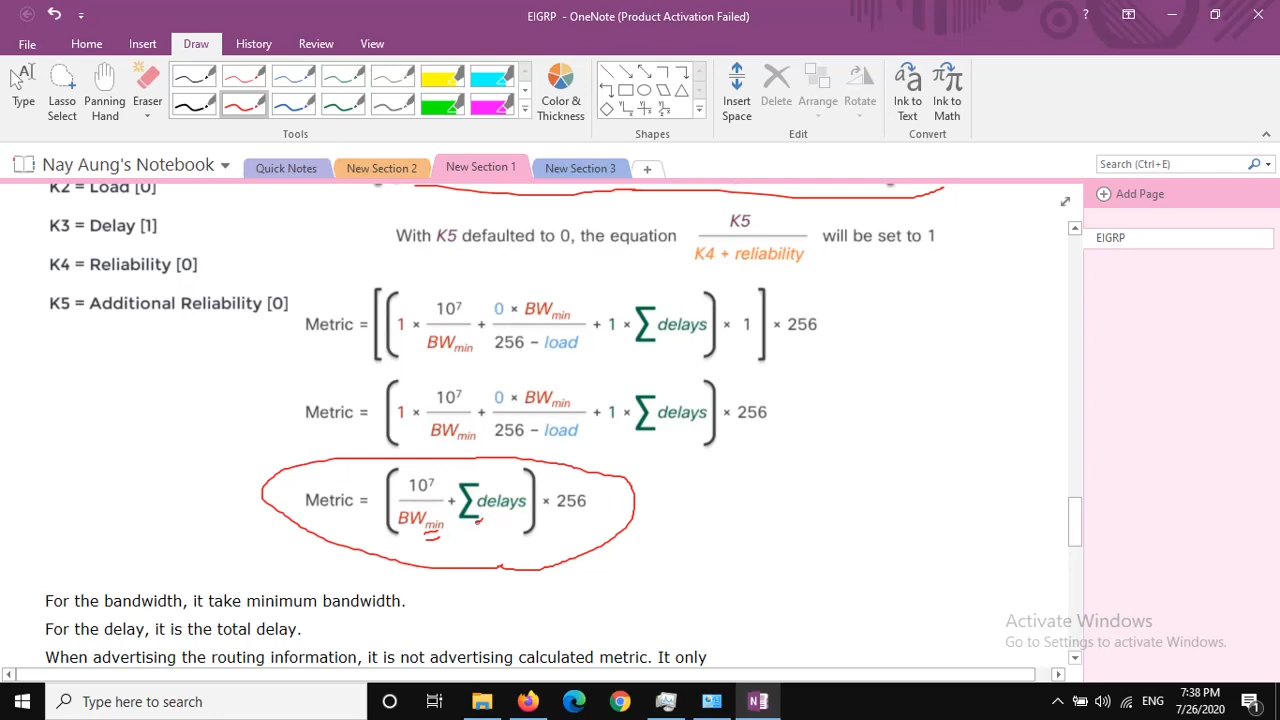 EIGRP - OneNote (Product Activation Failed)
File Home Insert Draw History Review View
Type
Lasso Select
Panning Hand
Eraser
Tools
Color & Thickness
Shapes
Insert Space
Delete
Arrange
Rotate
Edit
Ink to Text
Ink to Math
Convert
Nay Aung's Notebook
Quick Notes
New Section 2
New Section 1
New Section 3
Search (Ctrl+E)
Add Page
EIGRP
K2 = Load [0]
K3 = Delay [1]
K4 = Reliability [0]
K5 = Additional Reliability [0]
With K5 defaulted to 0, the equation K5 / K4 + reliability will be set to 1
Metric = [(1 × 10⁷ / BWmin + 0 × BWmin / 256 − load + 1 × ∑ delays) × 1] × 256
Metric = (1 × 10⁷ / BWmin + 0 × BWmin / 256 − load + 1 × ∑ delays) × 256
Metric = (10⁷ / BWmin + ∑ delays) × 256
For the bandwidth, it take minimum bandwidth.
For the delay, it is the total delay.
When advertising the routing information, it is not advertising calculated metric. It only
Activate Windows
Go to Settings to activate Windows.
Type here to search
ENG
7:38 PM
7/26/2020
1